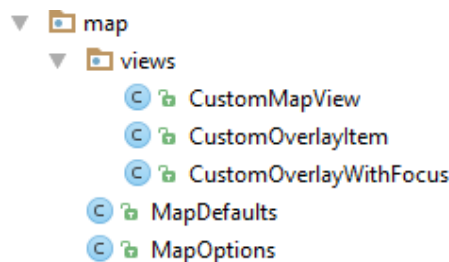 map
views
CustomMapView
CustomOverlayItem
CustomOverlayWithFocus
MapDefaults
MapOptions